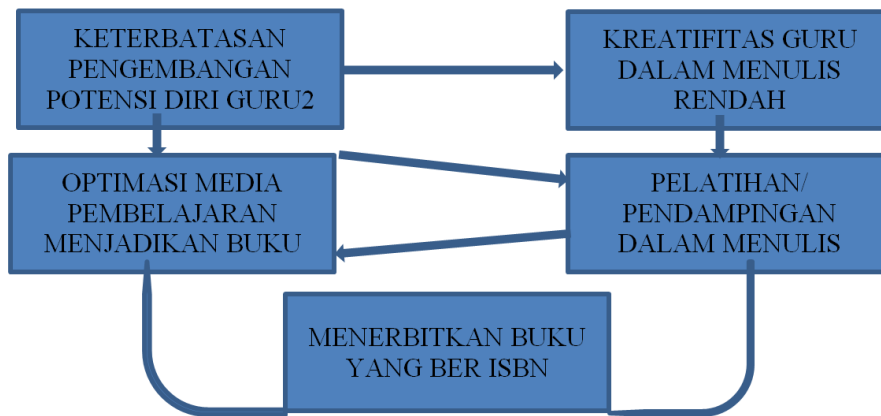 KETERBATASAN
PENGEMBANGAN
POTENSI DIRI GURU2
KREATIFITAS GURU
DALAM MENULIS
RENDAH
OPTIMASI MEDIA
PEMBELAJARAN
MENJADIKAN BUKU
PELATIHAN/
PENDAMPINGAN
DALAM MENULIS
MENERBITKAN BUKU
YANG BER ISBN